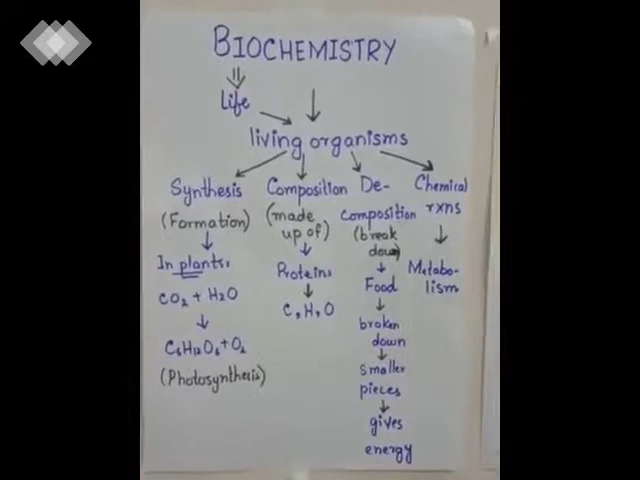 BIOCHEMISTRY
Life
living organisms
Synthesis
(Formation)
In plants:
CO2 + H2O
C6H12O6 + O2
(Photosynthesis)
Composition
(made
up of)
Proteins
C, H, O
De-
Composition
(break
down)
Food
broken
down
smaller
pieces
gives
energy
Chemical
rxns
Metabo-
lism